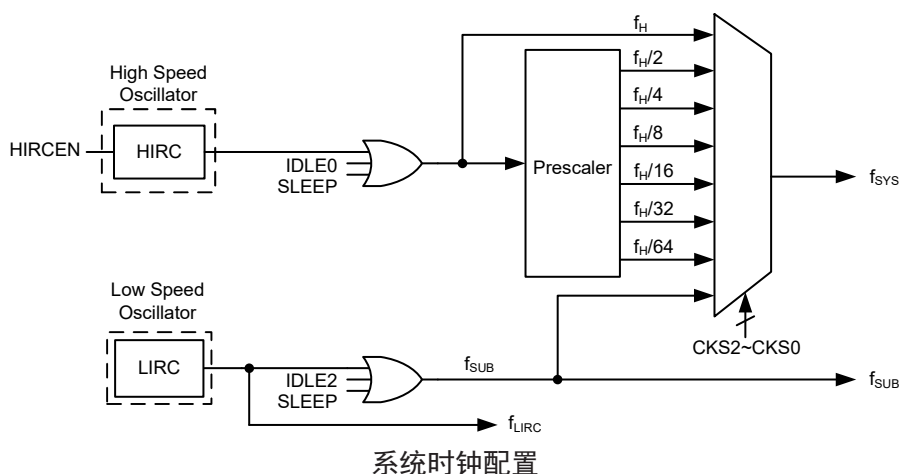 High Speed
Oscillator
HIRCEN
HIRC
IDLE0
SLEEP
Prescaler
fH
fH/2
fH/4
fH/8
fH/16
fH/32
fH/64
fSYS
CKS2~CKS0
Low Speed
Oscillator
LIRC
IDLE2
SLEEP
fSUB
fSUB
fLIRC
系统时钟配置